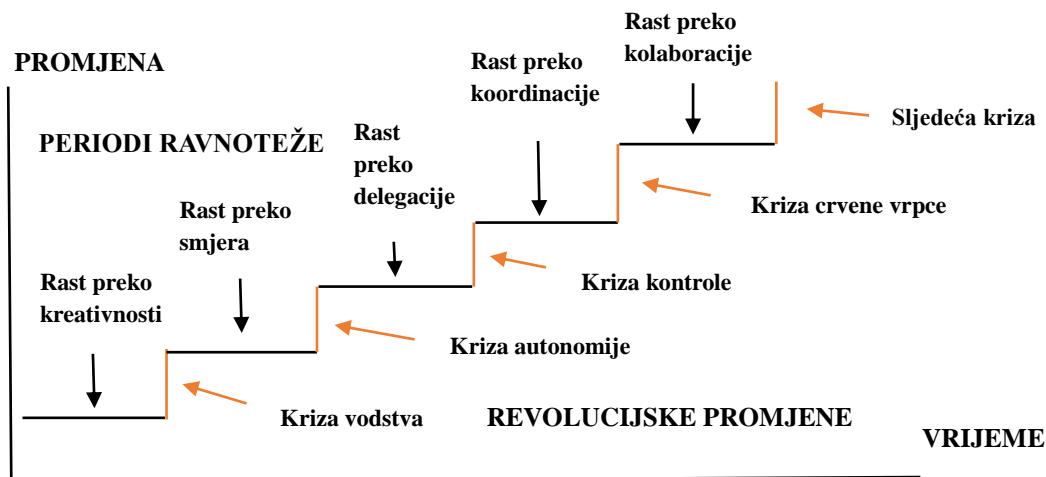 Rast preko
kolaboracije
PROMJENA
Rast preko
koordinacije
Sljedeća kriza
PERIODI RAVNOTEŽE
Rast
preko
delegacije
Kriza crvene vrpce
Rast preko
smjera
Kriza kontrole
Rast preko
kreativnosti
Kriza autonomije
Kriza vodstva
REVOLUCIJSKE PROMJENE
VRIJEME